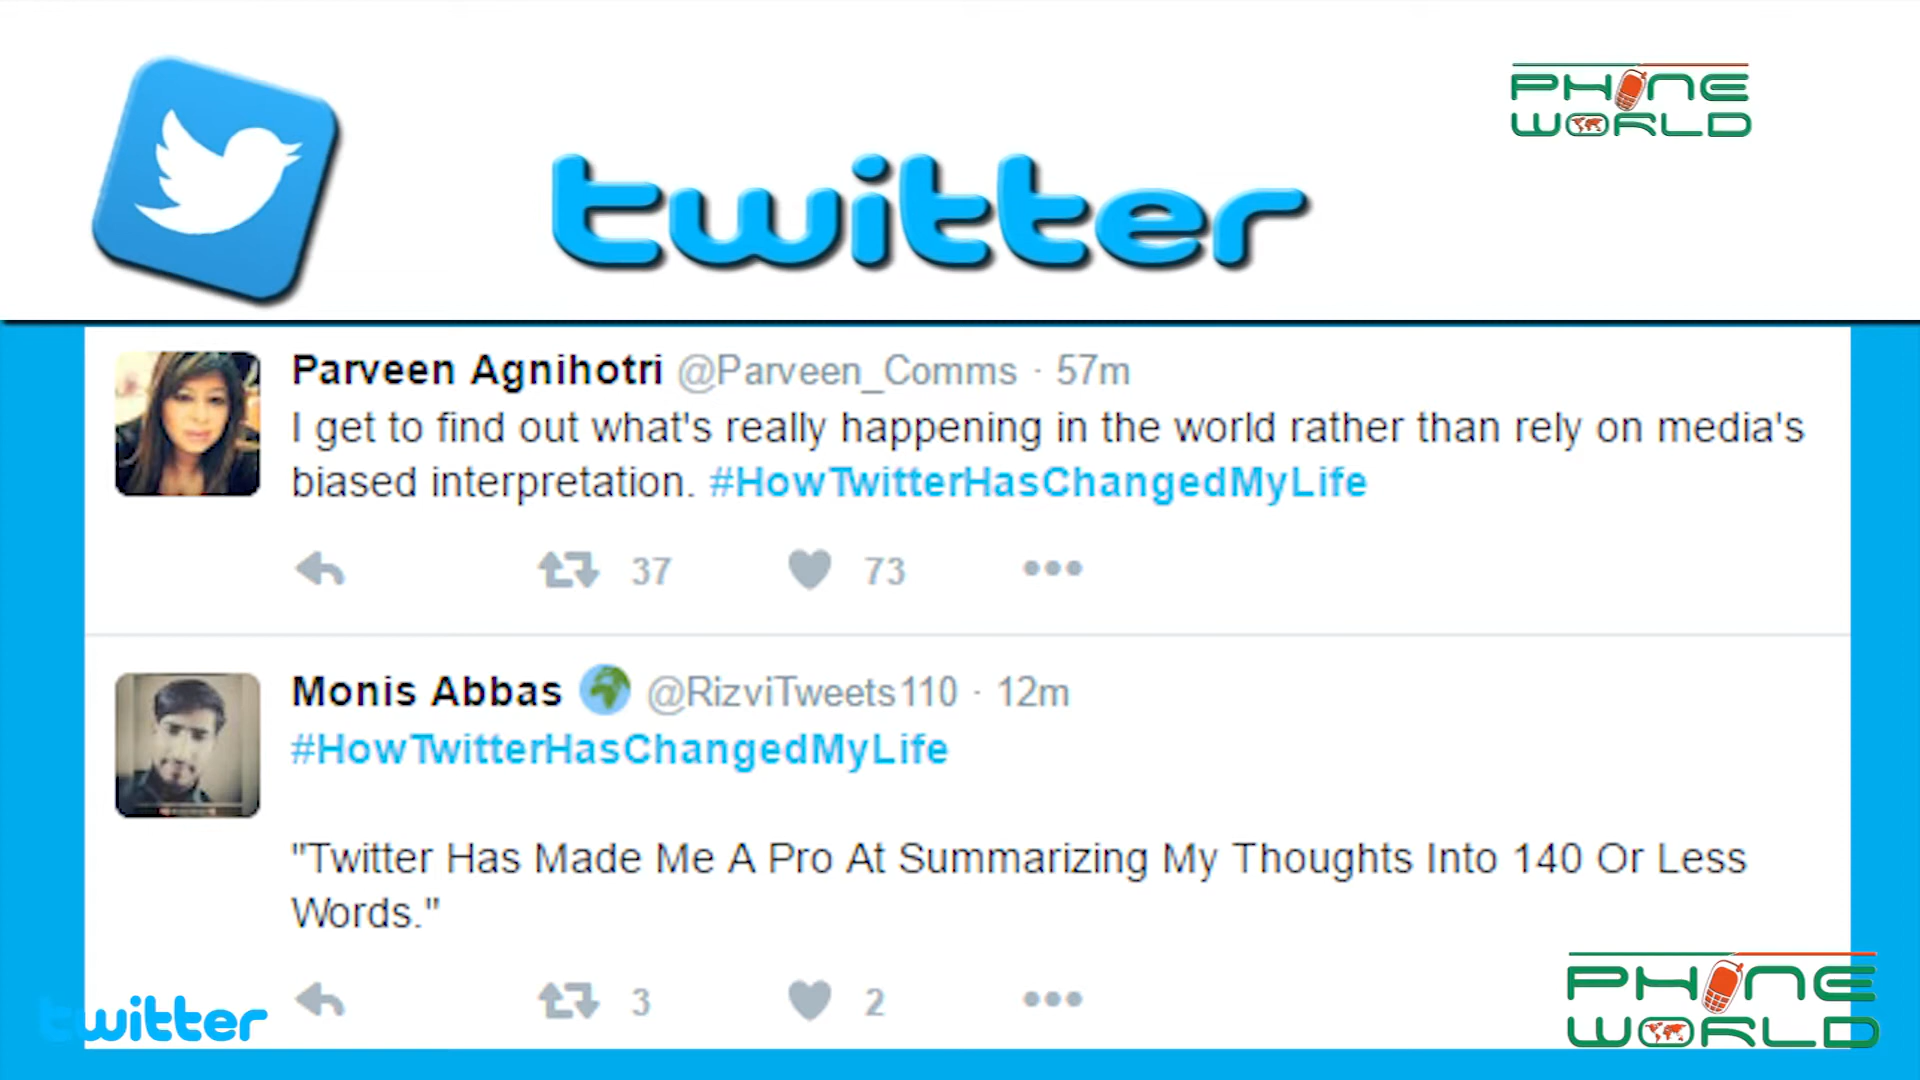 PHONE
WORLD
twitter
Parveen Agnihotri @Parveen_Comms · 57m
I get to find out what's really happening in the world rather than rely on media's
biased interpretation. #HowTwitterHasChangedMyLife
37 73
Monis Abbas @RizviTweets110 · 12m
#HowTwitterHasChangedMyLife
"Twitter Has Made Me A Pro At Summarizing My Thoughts Into 140 Or Less
Words."
3 2
twitter
PHONE
WORLD